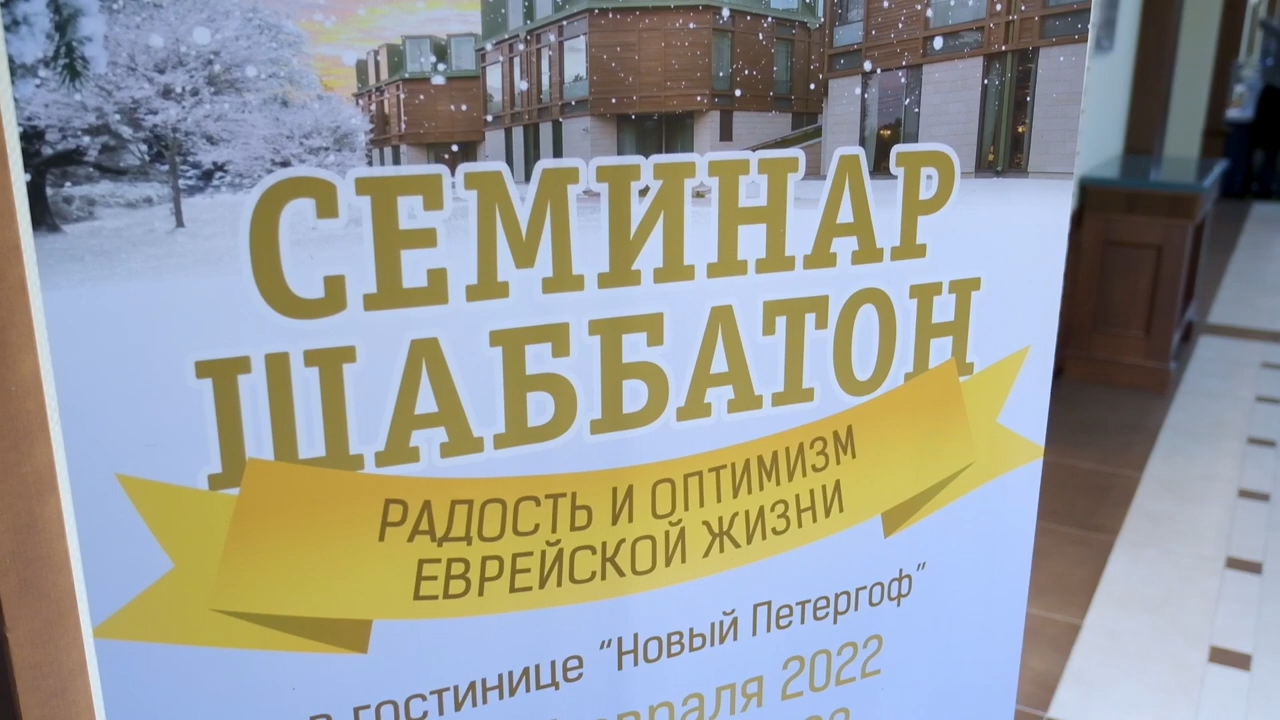 СЕМИНАР
ШАББАТОН
РАДОСТЬ И ОПТИМИЗМ
ЕВРЕЙСКОЙ ЖИЗНИ
в гостинице “Новый Петергоф”
2022